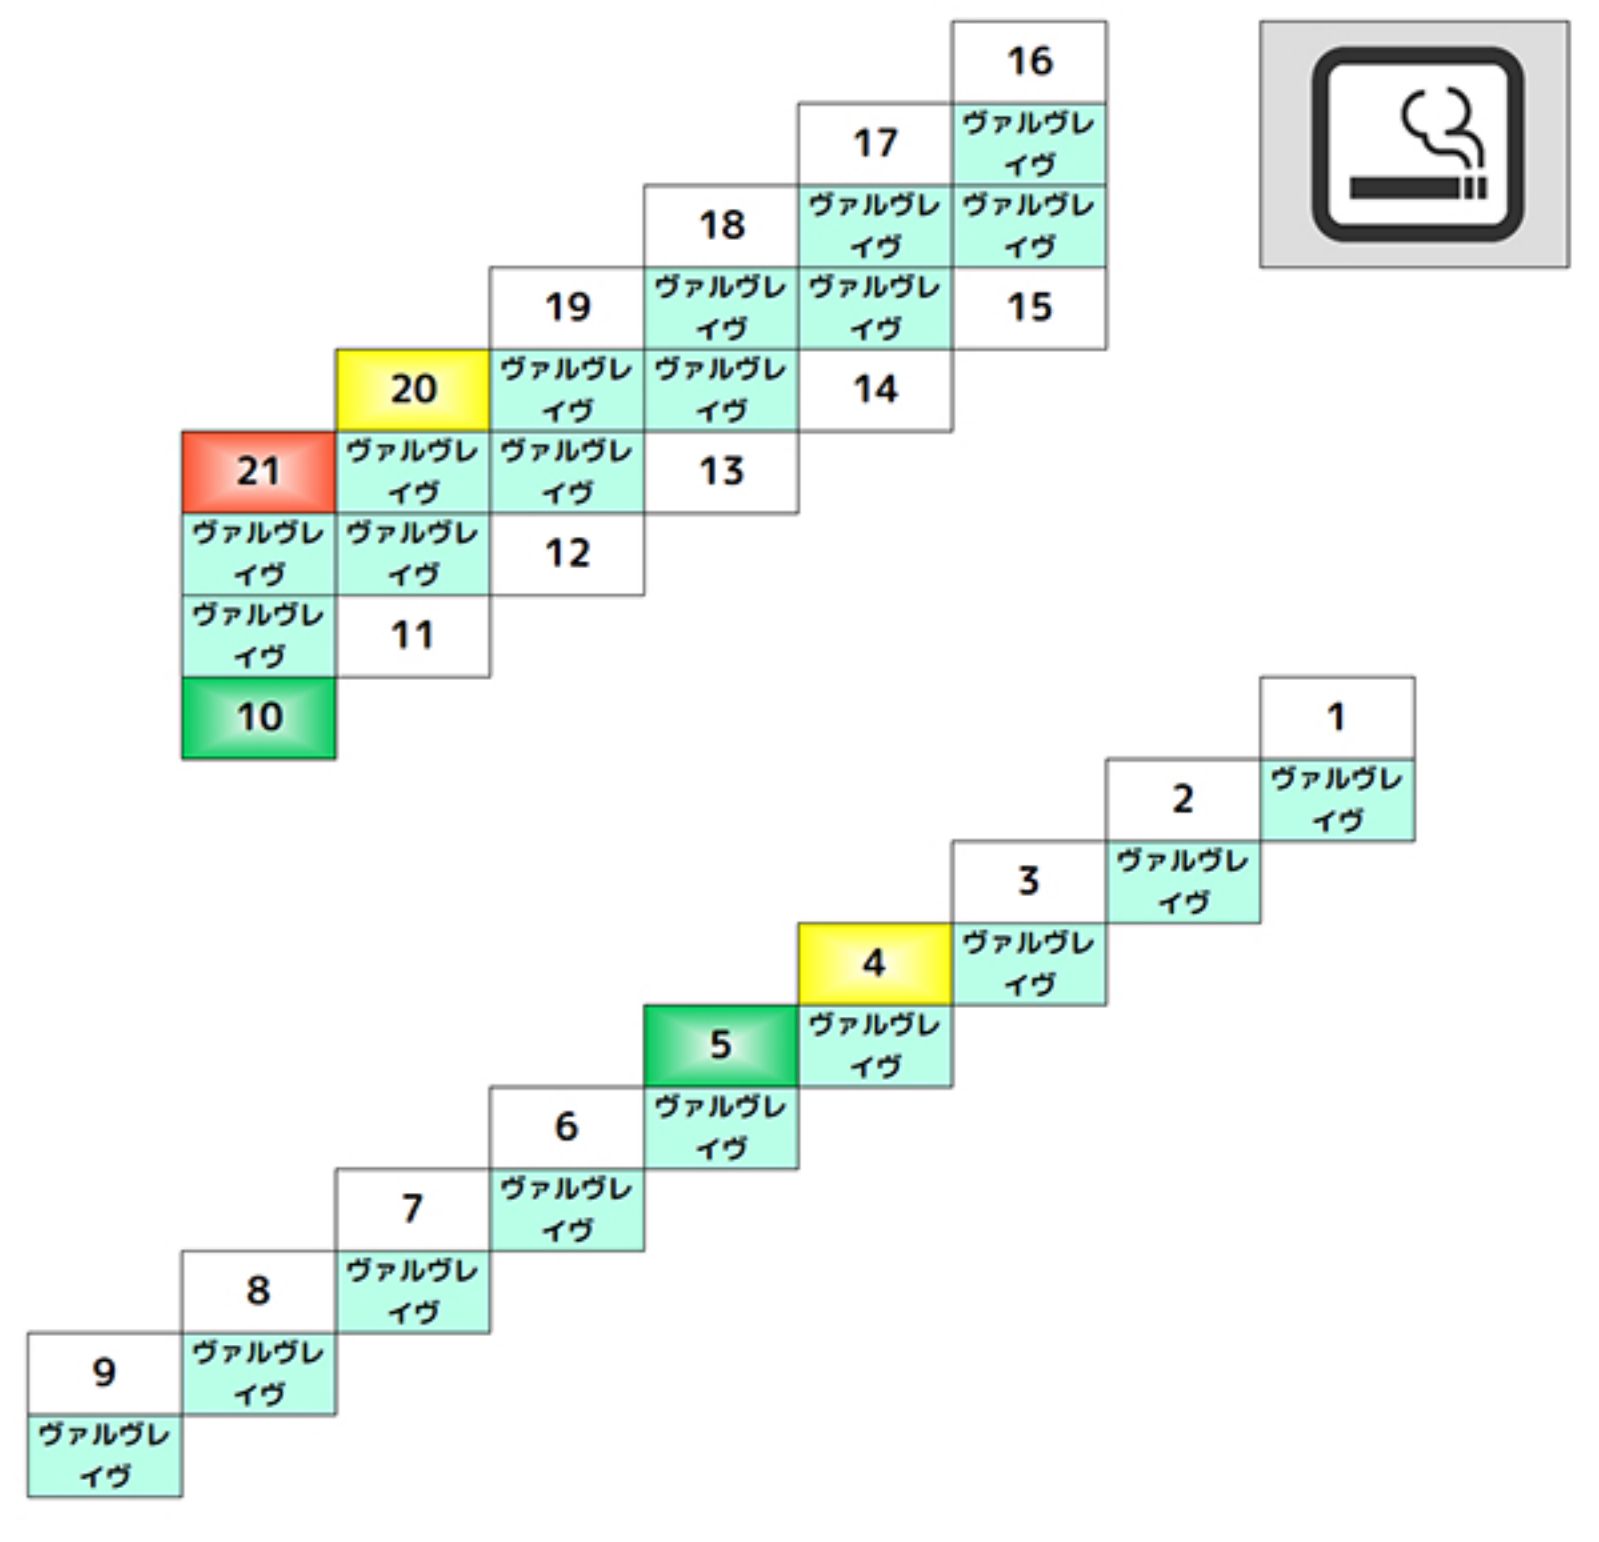 16
17 ヴァルヴレ
イヴ
18 ヴァルヴレ ヴァルヴレ
イヴ イヴ
19 ヴァルヴレ ヴァルヴレ 15
イヴ イヴ
20 ヴァルヴレ ヴァルヴレ 14
イヴ イヴ
21 ヴァルヴレ ヴァルヴレ 13
イヴ イヴ
ヴァルヴレ ヴァルヴレ 12
イヴ イヴ
ヴァルヴレ 11
イヴ
10 1
2 ヴァルヴレ
イヴ
3 ヴァルヴレ
イヴ
4 ヴァルヴレ
イヴ
5 ヴァルヴレ
イヴ
6 ヴァルヴレ
イヴ
7 ヴァルヴレ
イヴ
8 ヴァルヴレ
イヴ
9 ヴァルヴレ
イヴ
ヴァルヴレ
イヴ